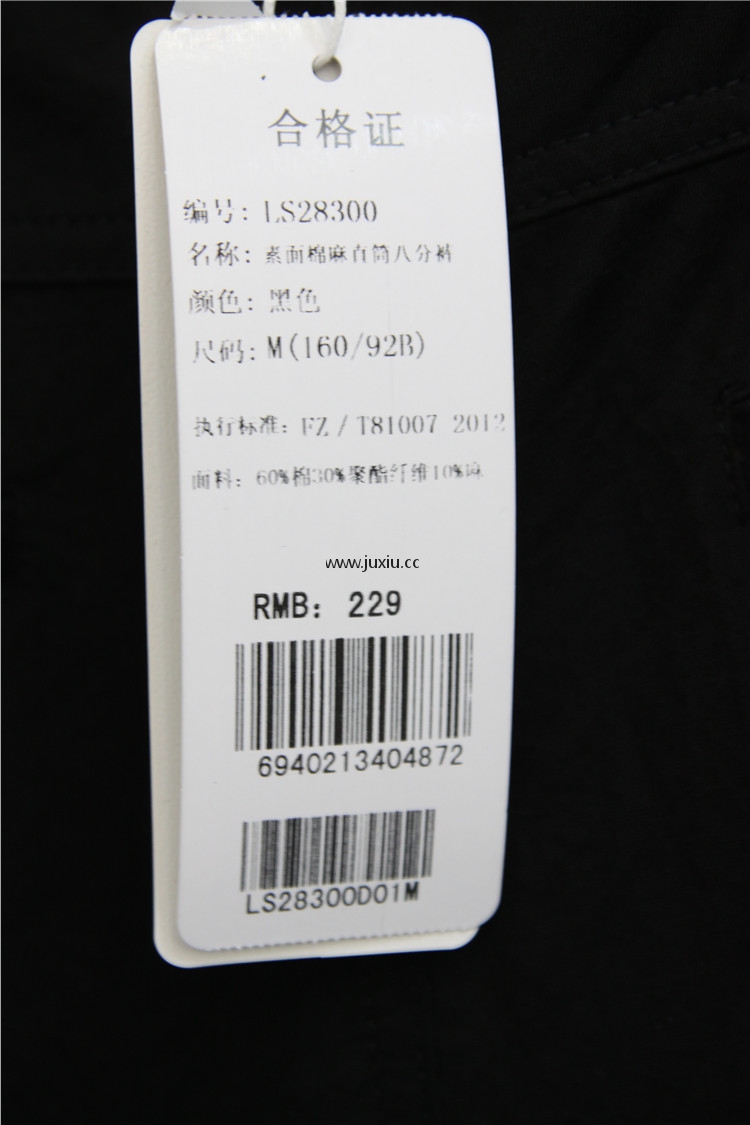 合格证
编号: LS28300
名称: 素面棉麻直筒八分裤
颜色: 黑色
尺码: M(160/92B)
执行标准: FZ/T81007 2012
面料: 60%棉30%聚酯纤维10%麻
www.juxiu.cc
RMB: 229
6940213404872
LS28300D01M